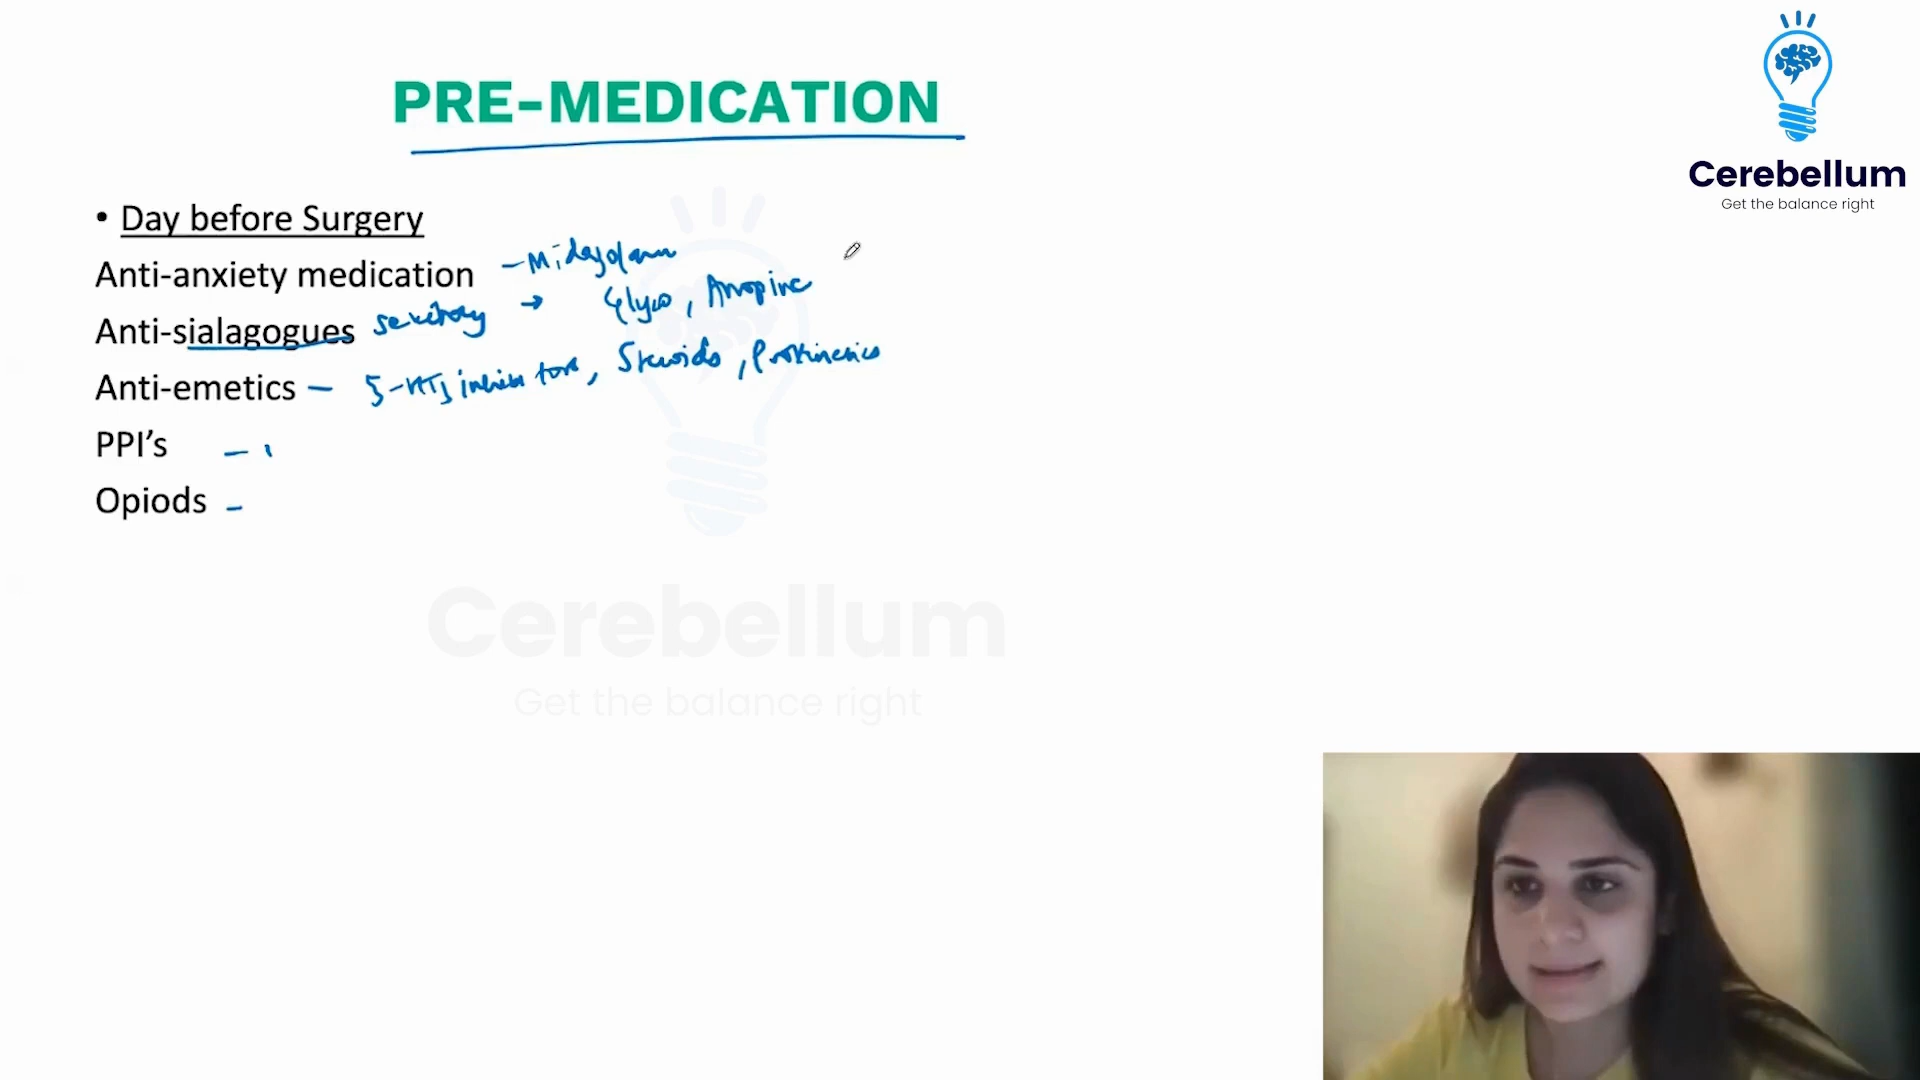 PRE-MEDICATION
Cerebellum
Get the balance right
• Day before Surgery
Anti-anxiety medication – Midazolam
Anti-sialagogues secretory → Glyco, Atropine
Anti-emetics – 5-HT3 inhibitors, Steroids, Prokinetics
PPI’s –
Opiods –
Cerebellum
Get the balance right